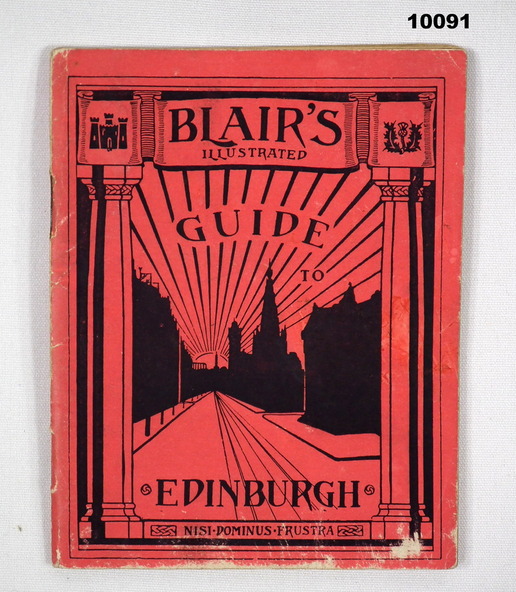 10091
BLAIR'S
ILLUSTRATED
GUIDE
TO
EDINBURGH
NISI·DOMINUS·FRUSTRA